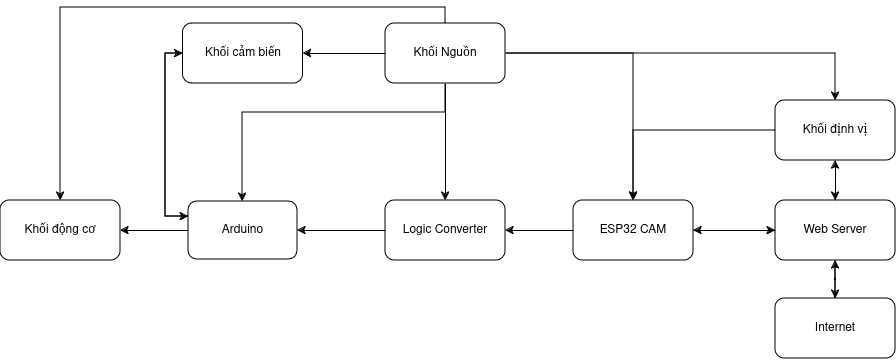 Khối cảm biến
Khối Nguồn
Khối định vị
Khối động cơ
Arduino
Logic Converter
ESP32 CAM
Web Server
Internet